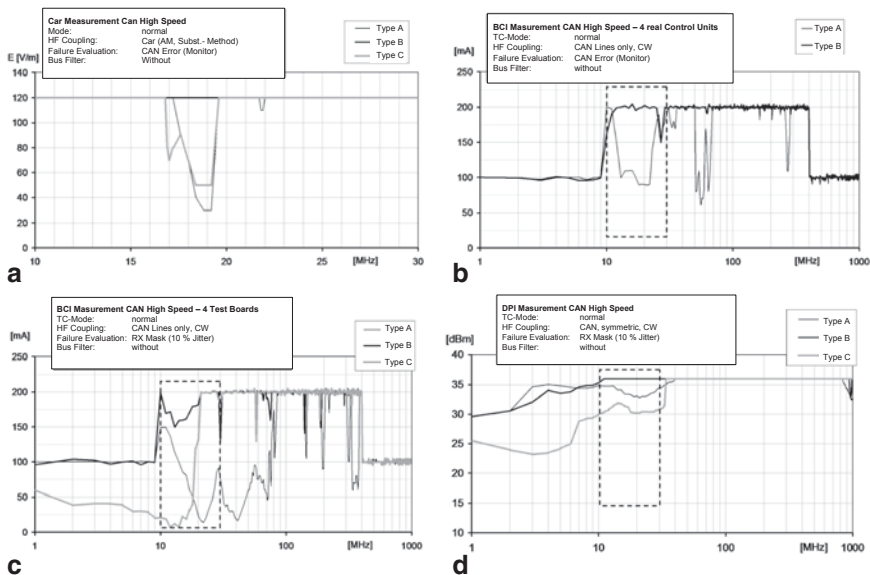 Car Measurement Can High Speed
Mode: normal
HF Coupling: Car (AM, Subst.- Method)
Failure Evaluation: CAN Error (Monitor)
Bus Filter: Without
Type A
Type B
Type C
E [V/m]
140
120
100
80
60
40
20
0
10 15 20 25 30
[MHz]
a
BCI Masurement CAN High Speed – 4 real Control Units
TC-Mode: normal
HF Coupling: CAN Lines only, CW
Failure Evaluation: CAN Error (Monitor)
Bus Filter: without
Type A
Type B
[mA]
250
200
150
100
50
0
1 10 100 1000
[MHz]
b
BCI Masurement CAN High Speed – 4 Test Boards
TC-Mode: normal
HF Coupling: CAN Lines only, CW
Failure Evaluation: RX Mask (10 % Jitter)
Bus Filter: without
Type A
Type B
Type C
[mA]
250
200
150
100
50
0
1 10 100 1000
[MHz]
c
DPI Masurement CAN High Speed
TC-Mode: normal
HF Coupling: CAN, symmetric, CW
Failure Evaluation: RX Mask (10 % Jitter)
Bus Filter: without
Type A
Type B
Type C
[dBm]
40
35
30
25
20
15
10
1 10 100 1000
[MHz]
d